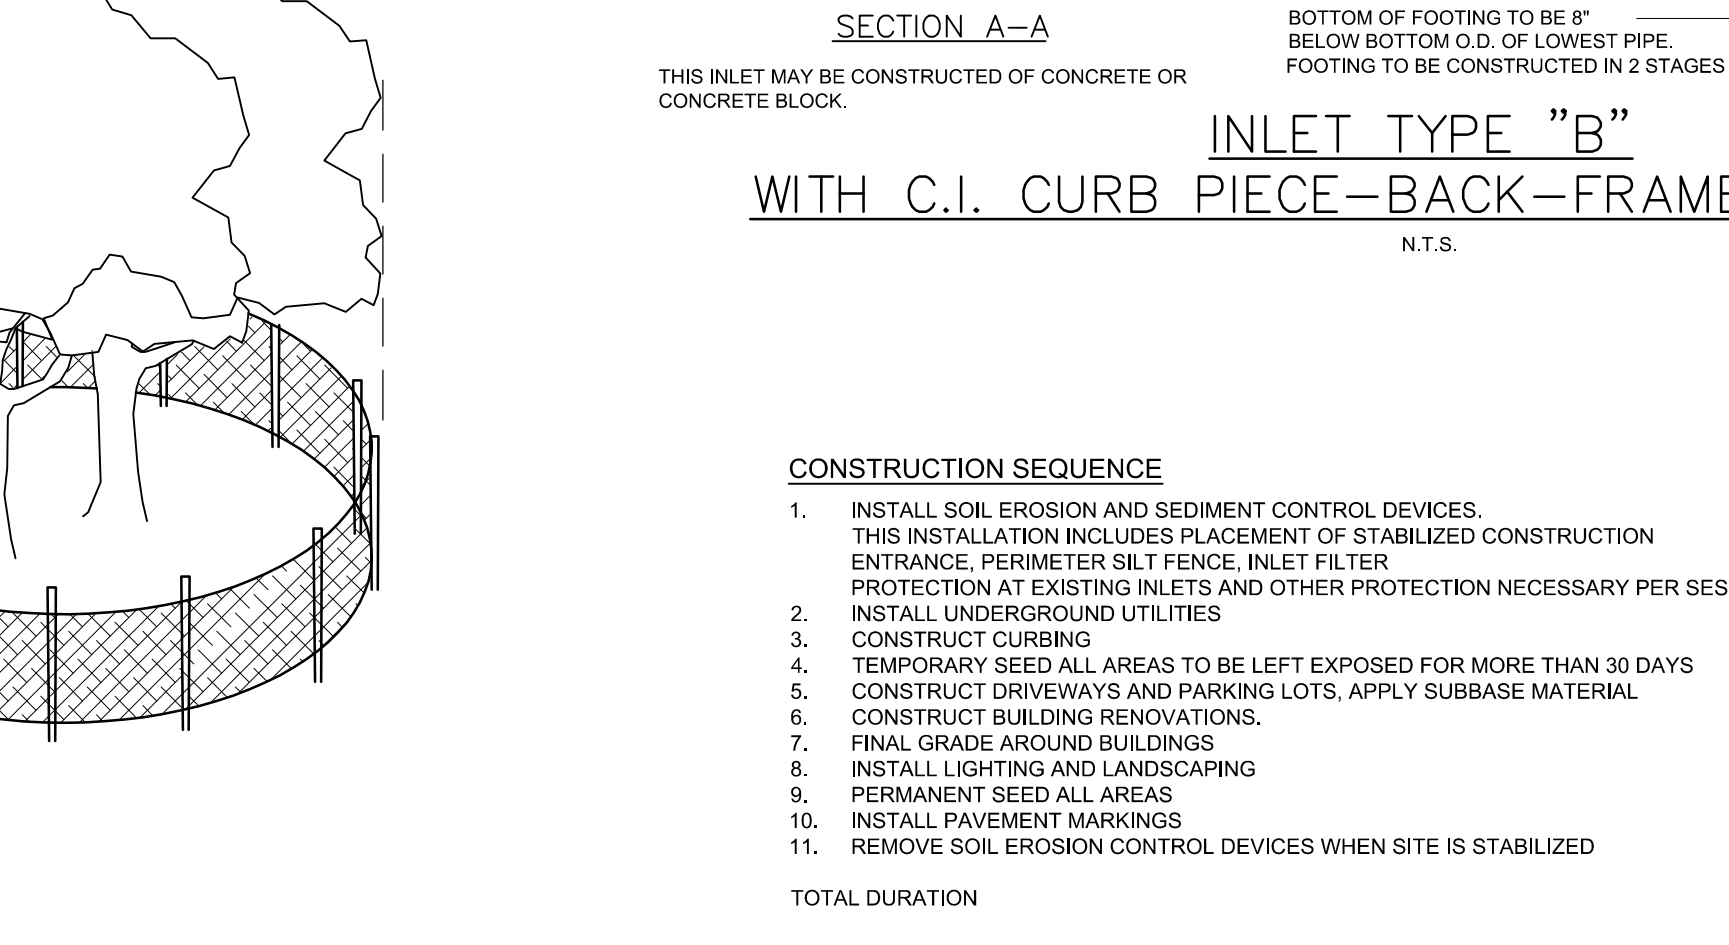 SECTION A-A
THIS INLET MAY BE CONSTRUCTED OF CONCRETE OR
CONCRETE BLOCK.
BOTTOM OF FOOTING TO BE 8"
BELOW BOTTOM O.D. OF LOWEST PIPE.
FOOTING TO BE CONSTRUCTED IN 2 STAGES
INLET TYPE "B"
WITH C.I. CURB PIECE-BACK-FRAME
N.T.S.
CONSTRUCTION SEQUENCE
1. INSTALL SOIL EROSION AND SEDIMENT CONTROL DEVICES.
THIS INSTALLATION INCLUDES PLACEMENT OF STABILIZED CONSTRUCTION
ENTRANCE, PERIMETER SILT FENCE, INLET FILTER
PROTECTION AT EXISTING INLETS AND OTHER PROTECTION NECESSARY PER SES
2. INSTALL UNDERGROUND UTILITIES
3. CONSTRUCT CURBING
4. TEMPORARY SEED ALL AREAS TO BE LEFT EXPOSED FOR MORE THAN 30 DAYS
5. CONSTRUCT DRIVEWAYS AND PARKING LOTS, APPLY SUBBASE MATERIAL
6. CONSTRUCT BUILDING RENOVATIONS.
7. FINAL GRADE AROUND BUILDINGS
8. INSTALL LIGHTING AND LANDSCAPING
9. PERMANENT SEED ALL AREAS
10. INSTALL PAVEMENT MARKINGS
11. REMOVE SOIL EROSION CONTROL DEVICES WHEN SITE IS STABILIZED
TOTAL DURATION